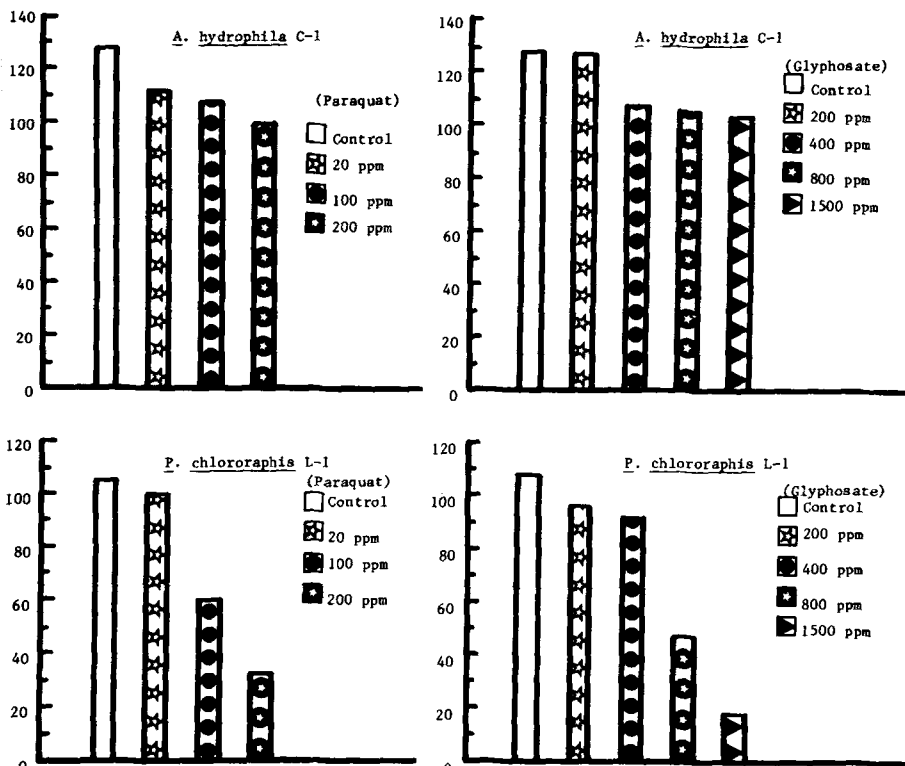 A. hydrophila C-1
140
120
100
80
60
40
20
0
(Paraquat)
Control
20 ppm
100 ppm
200 ppm
A. hydrophila C-1
140
120
100
80
60
40
20
0
(Glyphosate)
Control
200 ppm
400 ppm
800 ppm
1500 ppm
P. chlororaphis L-1
120
100
80
60
40
20
0
(Paraquat)
Control
20 ppm
100 ppm
200 ppm
P. chlororaphis L-1
120
100
80
60
40
20
0
(Glyphosate)
Control
200 ppm
400 ppm
800 ppm
1500 ppm